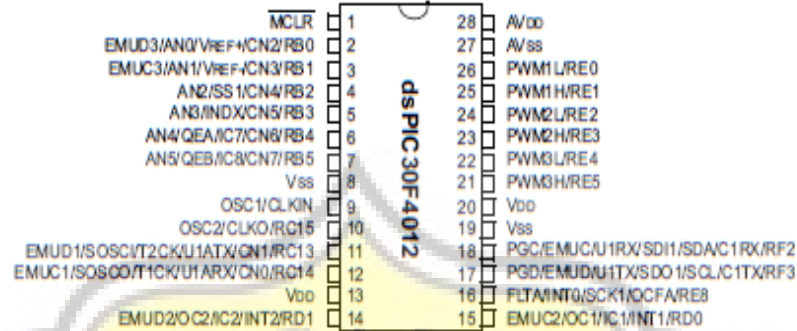 MCLR 1 28 AVDD
EMUD3/AN0/VREF+/CN2/RB0 2 27 AVSS
EMUC3/AN1/VREF-/CN3/RB1 3 26 PWM1L/RE0
AN2/SS1/CN4/RB2 4 25 PWM1H/RE1
AN3/INDX/CN5/RB3 5 24 PWM2L/RE2
AN4/QEA/IC7/CN6/RB4 6 23 PWM2H/RE3
AN5/QEB/IC8/CN7/RB5 7 22 PWM3L/RE4
VSS 8 21 PWM3H/RE5
OSC1/CLKIN 9 20 VDD
OSC2/CLKO/RC15 10 19 VSS
EMUD1/SOSCI/T2CK/U1ATX/CN1/RC13 11 18 PGC/EMUC/U1RX/SDI1/SDA/C1RX/RF2
EMUC1/SOSCO/T1CK/U1ARX/CN0/RC14 12 17 PGD/EMUD/U1TX/SDO1/SCL/C1TX/RF3
VDD 13 16 FLTA/INT0/SCK1/OCFA/RE8
EMUD2/OC2/IC2/INT2/RD1 14 15 EMUC2/OC1/IC1/INT1/RD0
dsPIC30F4012